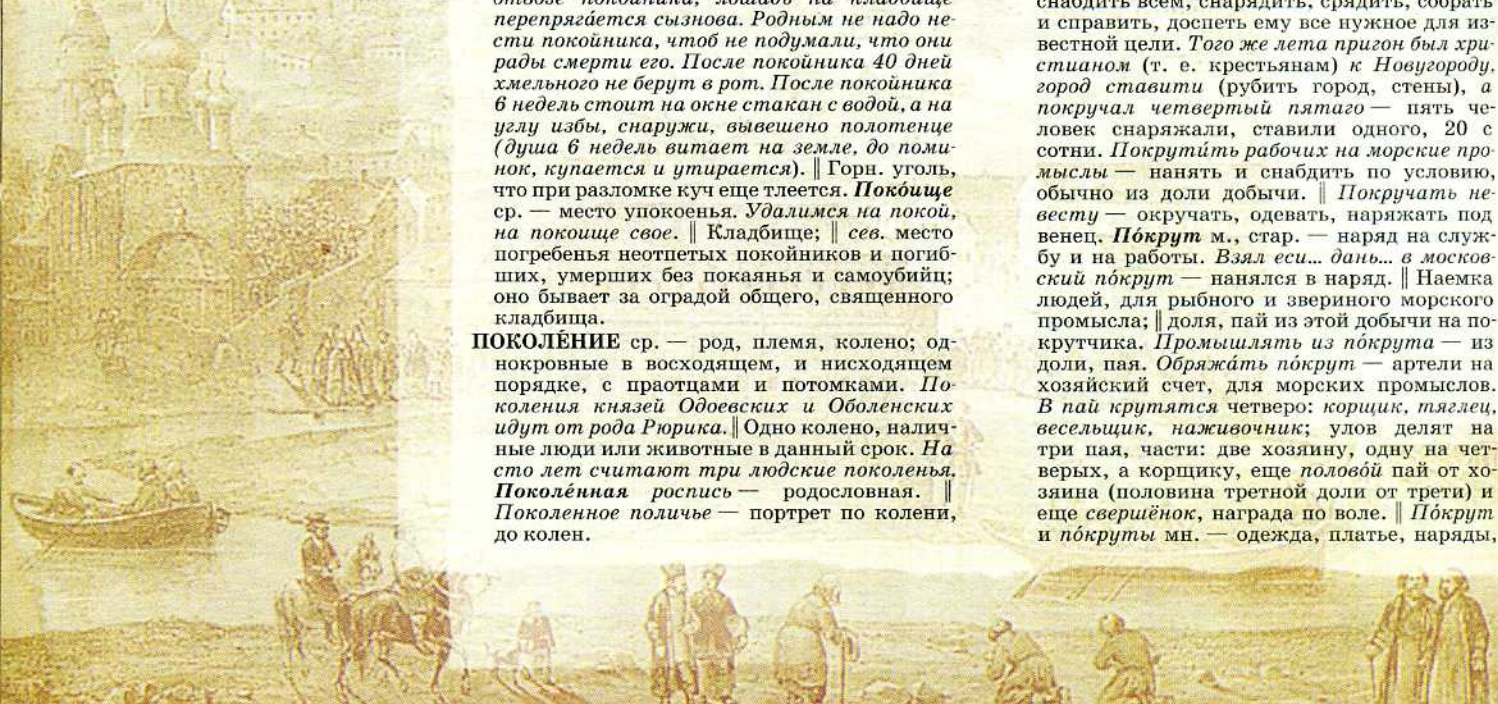 отвозе покойника, лошадь на кладбище
перепряга́ется сызнова. Родным не надо не-
сти покойника, чтоб не подумали, что они
рады смерти его. После покойника 40 дней
хмельного не берут в рот. После покойника
6 недель стоит на окне стакан с водой, а на
углу избы, снаружи, вывешено полотенце
(душа 6 недель витает на земле, до поми-
нок, купается и утирается). || Горн. уголь,
что при разломке куч еще тлеется. Поко́ище
ср. — место упокоенья. Удалимся на покой,
на покоище свое. || Кладбище; || сев. место
погребенья неотпетых покойников и погиб-
ших, умерших без покаянья и самоубийц;
оно бывает за оградой общего, священного
кладбища.
ПОКОЛЕ́НИЕ ср. — род, племя, колено; од-
нокровные в восходящем, и нисходящем
порядке, с праотцами и потомками. По-
коления князей Одоевских и Оболенских
идут от рода Рюрика. || Одно колено, налич-
ные люди или животные в данный срок. На
сто лет считают три людские поколенья.
Поколе́нная роспись — родословная. ||
Поколенное поличье — портрет по колени,
до колен.
снабдить всем, снарядить, срядить, собрать
и справить, доспеть ему все нужное для из-
вестной цели. Того же лета пригон был хри-
стианом (т. е. крестьянам) к Новугороду,
город ставити (рубить город, стены), а
покручал четвертый пятаго — пять че-
ловек снаряжали, ставили одного, 20 с
сотни. Покрути́ть рабочих на морские про-
мыслы — нанять и снабдить по условию,
обычно из доли добычи. || Покручать не-
весту — окручать, одевать, наряжать под
венец. По́крут м., стар. — наряд на служ-
бу и на работы. Взял еси... дань... в москов-
ский по́крут — нанялся в наряд. || Наемка
людей, для рыбного и звериного морского
промысла; || доля, пай из этой добычи на по-
крутчика. Промышлять из по́крута — из
доли, пая. Обряжа́ть по́крут — артели на
хозяйский счет, для морских промыслов.
В пай крутятся четверо: корщик, тяглец,
весельщик, наживочник; улов делят на
три пая, части: две хозяину, одну на чет-
верых, а корщику, еще полово́й пай от хо-
зяина (половина третной доли от трети) и
еще свершёнок, награда по воле. || По́крут
и по́круты мн. — одежда, платье, наряды,